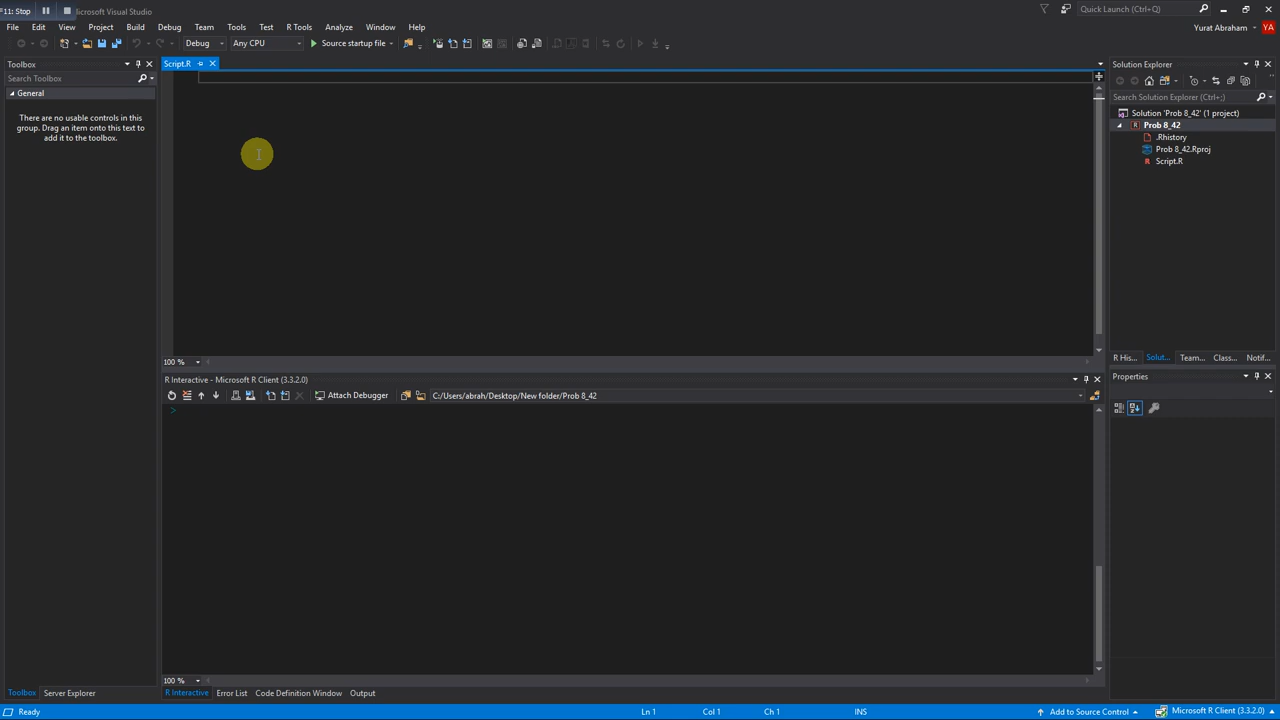 F11: Stop
Microsoft Visual Studio
Quick Launch (Ctrl+Q)
File Edit View Project Build Debug Team Tools Test R Tools Analyze Window Help
Yurat Abraham YA
Debug Any CPU Source startup file
Toolbox
Search Toolbox
General
There are no usable controls in this
group. Drag an item onto this text to
add it to the toolbox.
Toolbox Server Explorer
Script.R
100 %
R Interactive - Microsoft R Client (3.3.2.0)
Attach Debugger C:/Users/abrah/Desktop/New folder/Prob 8_42
>
100 %
R Interactive Error List Code Definition Window Output
Solution Explorer
Search Solution Explorer (Ctrl+;)
Solution 'Prob 8_42' (1 project)
Prob 8_42
.Rhistory
Prob 8_42.Rproj
Script.R
R His... Solut... Team... Class... Notif...
Properties
Ready Ln 1 Col 1 Ch 1 INS Add to Source Control Microsoft R Client (3.3.2.0)